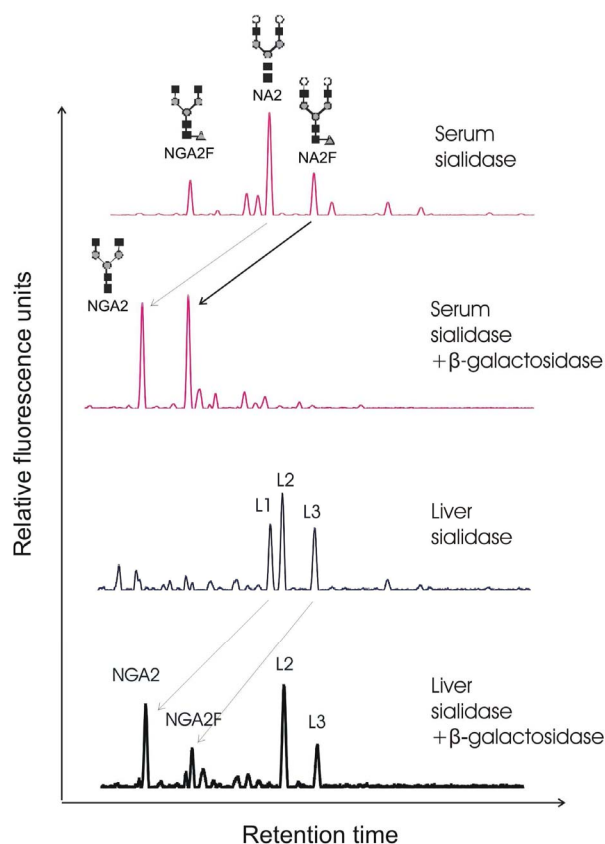 NA2
NGA2F
NA2F
Serum
sialidase
NGA2
Serum
sialidase
+β-galactosidase
L1
L2
L3
Liver
sialidase
NGA2
NGA2F
L2
L3
Liver
sialidase
+β-galactosidase
Relative fluorescence units
Retention time